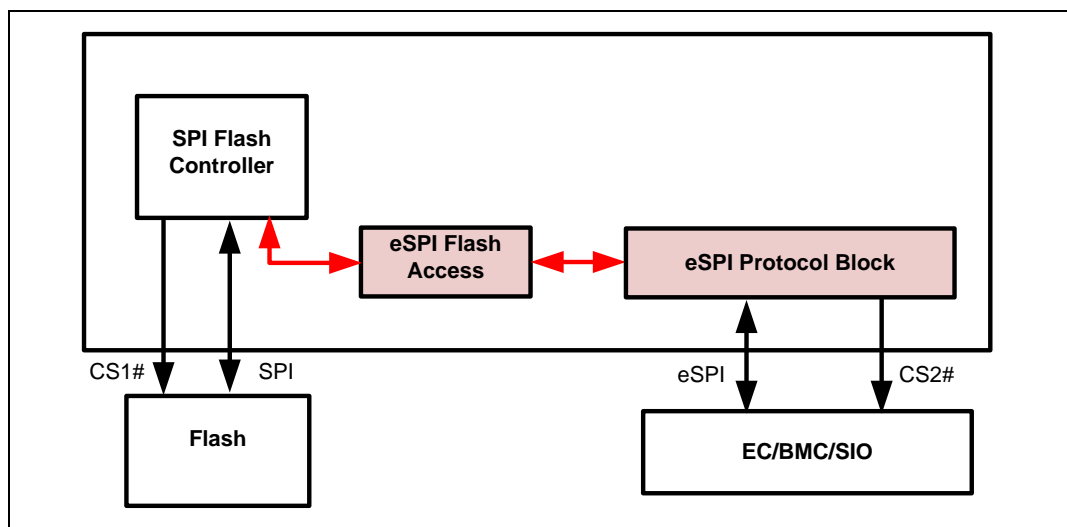 SPI Flash
Controller
eSPI Flash
Access
eSPI Protocol Block
CS1#
SPI
eSPI
CS2#
Flash
EC/BMC/SIO